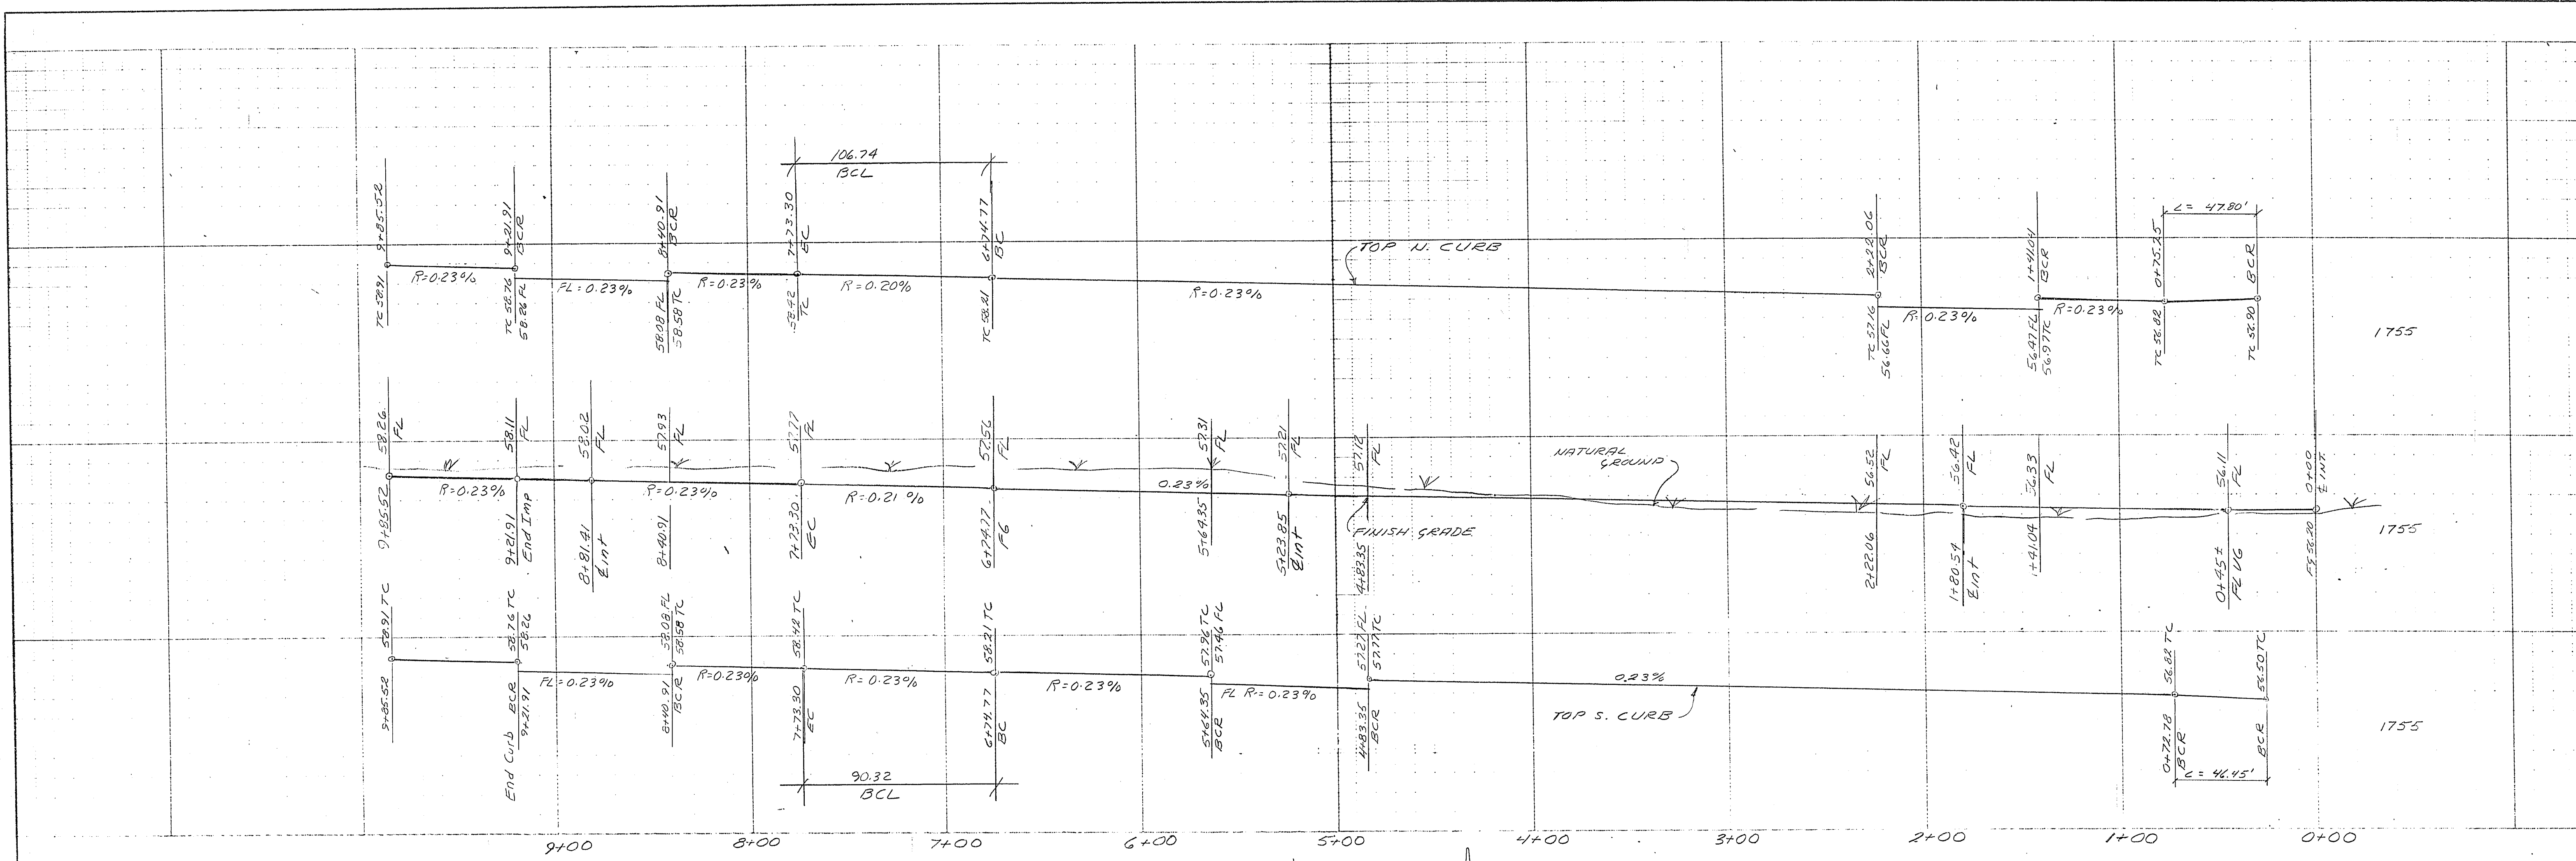 106.74
BCL
9+85.52
TC 58.91
R=0.23%
9+21.91
BCR
TC 58.76
58.26 FL
FL=0.23%
8+40.91
BCR
58.08 FL
58.58 TC
R=0.23%
7+73.30
EC
58.42
TC
R=0.20%
6+74.77
BC
TC 58.21
R=0.23%
TOP N. CURB
2+22.06
BCR
TC 57.16
56.66 FL
R=0.23%
1+41.04
BCR
56.47 FL
56.97 TC
R=0.23%
0+75.25
TC 56.82
L= 47.80'
BCR
TC 56.90
1755
58.26
FL
9+85.52
R=0.23%
58.11
FL
9+21.91
End Imp
58.02
FL
8+81.41
℄ int
57.93
FL
8+40.91
R=0.23%
57.77
FL
7+73.30
EC
R=0.21%
57.56
FL
6+74.77
FG
0.23%
57.31
FL
5+64.35
57.21
FL
5+23.85
℄ int
57.12
FL
4+83.35
FINISH GRADE
NATURAL
GROUND
56.52
FL
2+22.06
56.42
FL
1+80.54
℄ int
56.33
FL
1+41.04
56.11
FL
0+45±
FL VG
0+00
℄ INT.
FG 56.20
1755
58.91 TC
9+85.52
58.76 TC
58.26
End Curb BCR
9+21.91
FL=0.23%
58.08 FL
58.58 TC
8+40.91
BCR
R=0.23%
58.42 TC
7+73.30
EC
R=0.23%
58.21 TC
6+74.77
BC
90.32
BCL
R=0.23%
57.96 TC
57.46 FL
5+64.35
BCR
FL R=0.23%
57.27 FL
57.77 TC
4+83.35
BCR
0.23%
TOP S. CURB
56.82 TC
0+72.78
BCR
56.50 TC
BCR
L= 46.45'
1755
9+00
8+00
7+00
6+00
5+00
4+00
3+00
2+00
1+00
0+00